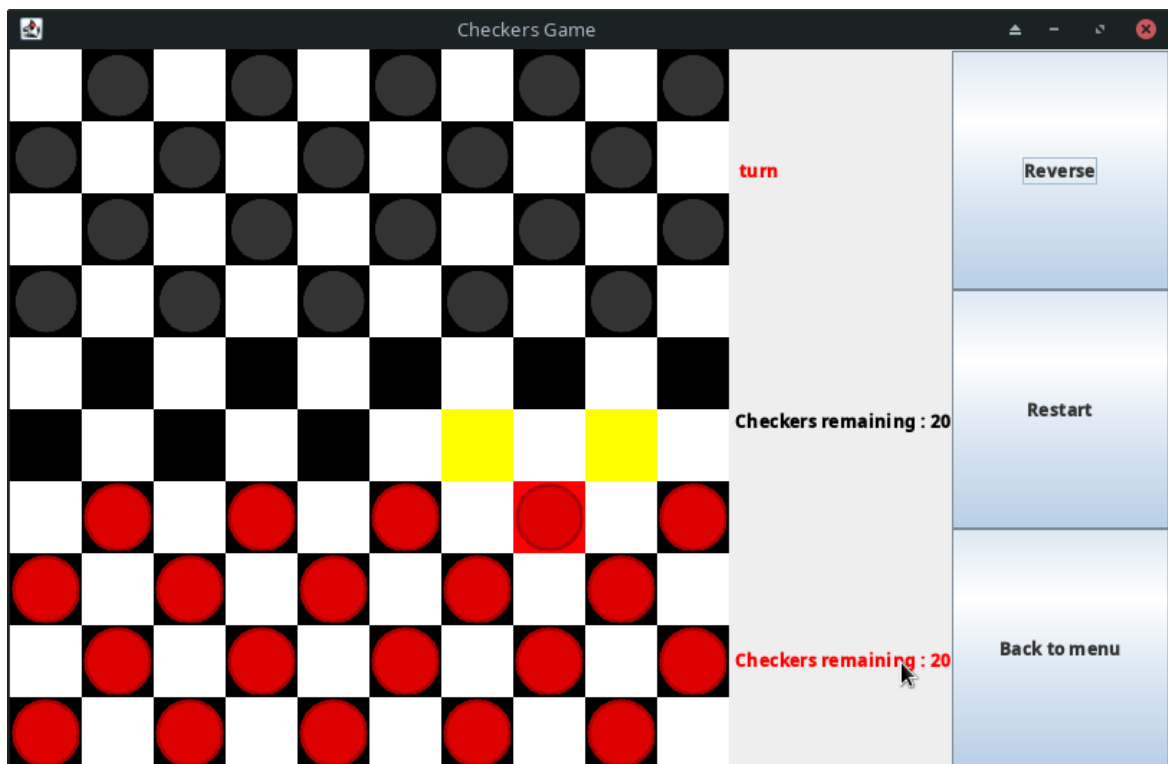 Checkers Game
turn
Reverse
Checkers remaining : 20
Restart
Checkers remaining : 20
Back to menu